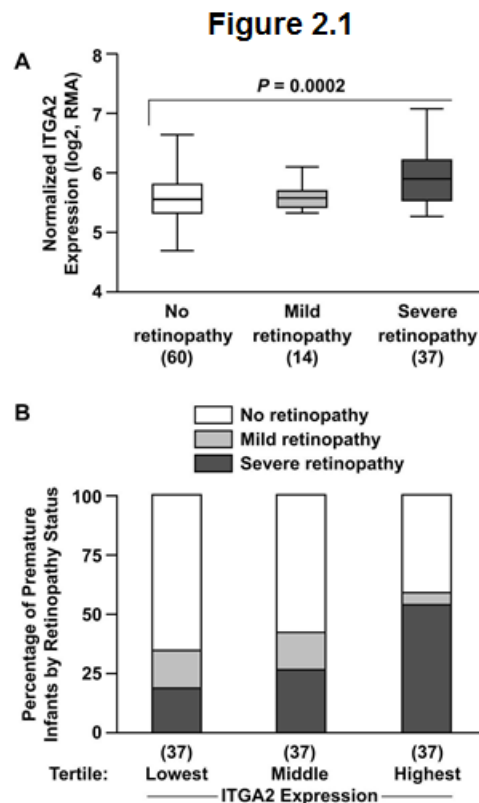 Figure 2.1
A
Normalized ITGA2
Expression (log2, RMA)
8
7
6
5
4
P = 0.0002
No
retinopathy
(60)
Mild
retinopathy
(14)
Severe
retinopathy
(37)
B
No retinopathy
Mild retinopathy
Severe retinopathy
Percentage of Premature
Infants by Retinopathy Status
100
75
50
25
0
(37) (37) (37)
Tertile: Lowest Middle Highest
ITGA2 Expression